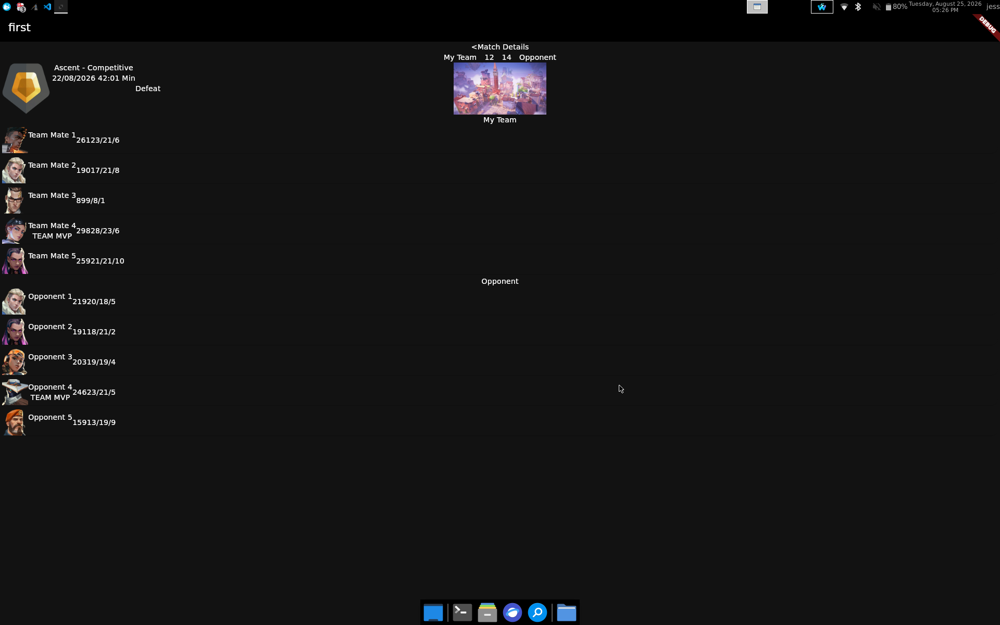 3
80%
Tuesday, August 25, 2026
05:26 PM
jess
first
DEBUG
<Match Details
My Team 12 14 Opponent
Ascent - Competitive
22/08/2026 42:01 Min
Defeat
My Team
Team Mate 1
26123/21/6
Team Mate 2
19017/21/8
Team Mate 3
899/8/1
Team Mate 4
TEAM MVP
29828/23/6
Team Mate 5
25921/21/10
Opponent
Opponent 1
21920/18/5
Opponent 2
19118/21/2
Opponent 3
20319/19/4
Opponent 4
TEAM MVP
24623/21/5
Opponent 5
15913/19/9